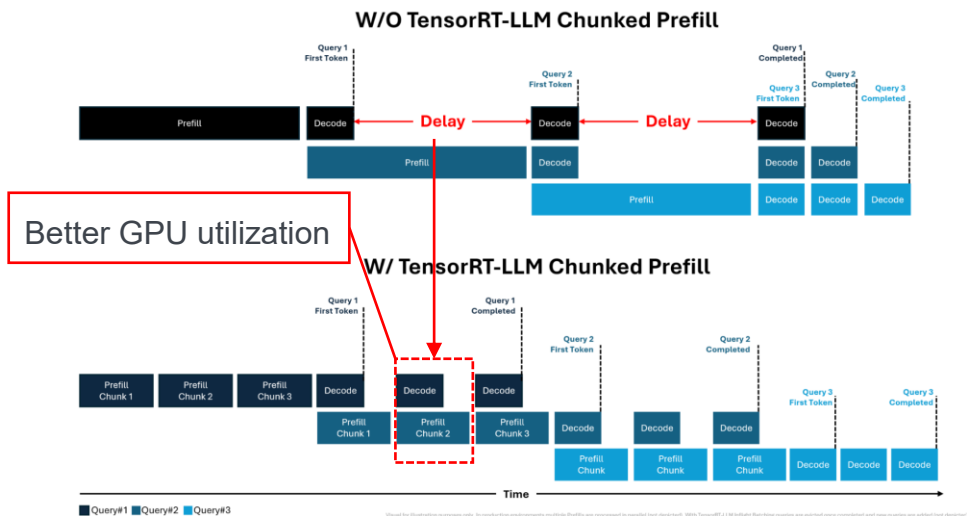 W/O TensorRT-LLM Chunked Prefill
Query 1
First Token
Query 2
First Token
Query 1
Completed
Query 3
First Token
Query 2
Completed
Query 3
Completed
Prefill
Decode
Delay
Decode
Delay
Decode
Prefill
Decode
Decode
Decode
Prefill
Decode
Decode
Decode
Better GPU utilization
W/ TensorRT-LLM Chunked Prefill
Query 1
First Token
Query 1
Completed
Query 2
First Token
Query 2
Completed
Query 3
First Token
Query 3
Completed
Prefill
Chunk 1
Prefill
Chunk 2
Prefill
Chunk 3
Decode
Decode
Decode
Prefill
Chunk 1
Prefill
Chunk 2
Prefill
Chunk 3
Decode
Decode
Decode
Prefill
Chunk
Prefill
Chunk
Prefill
Chunk
Decode
Decode
Decode
Time
Query#1 Query#2 Query#3